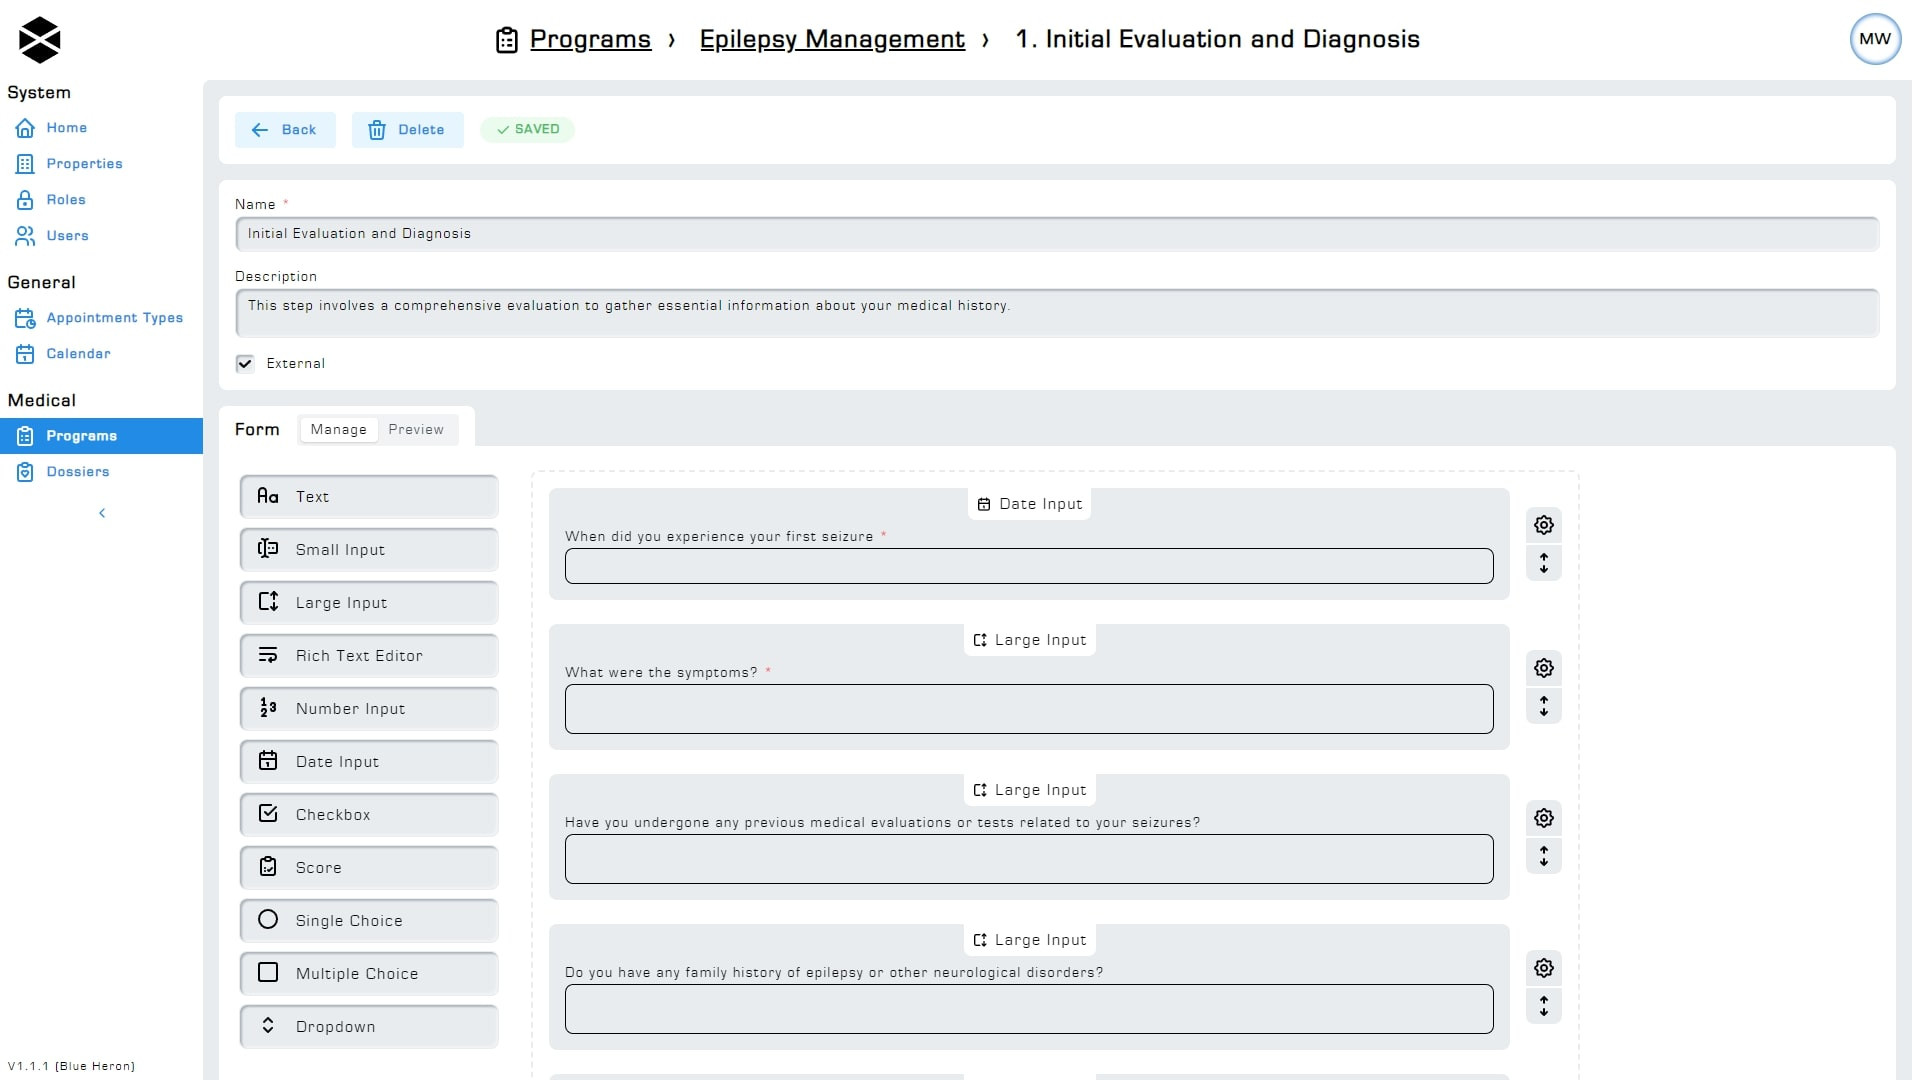 Programs › Epilepsy Management › 1. Initial Evaluation and Diagnosis
MW
System
Home
Properties
Roles
Users
General
Appointment Types
Calendar
Medical
Programs
Dossiers
V1.1.1 (Blue Heron)
Back
Delete
SAVED
Name *
Initial Evaluation and Diagnosis
Description
This step involves a comprehensive evaluation to gather essential information about your medical history.
External
Form
Manage
Preview
Text
Small Input
Large Input
Rich Text Editor
Number Input
Date Input
Checkbox
Score
Single Choice
Multiple Choice
Dropdown
Date Input
When did you experience your first seizure *
Large Input
What were the symptoms? *
Large Input
Have you undergone any previous medical evaluations or tests related to your seizures?
Large Input
Do you have any family history of epilepsy or other neurological disorders?